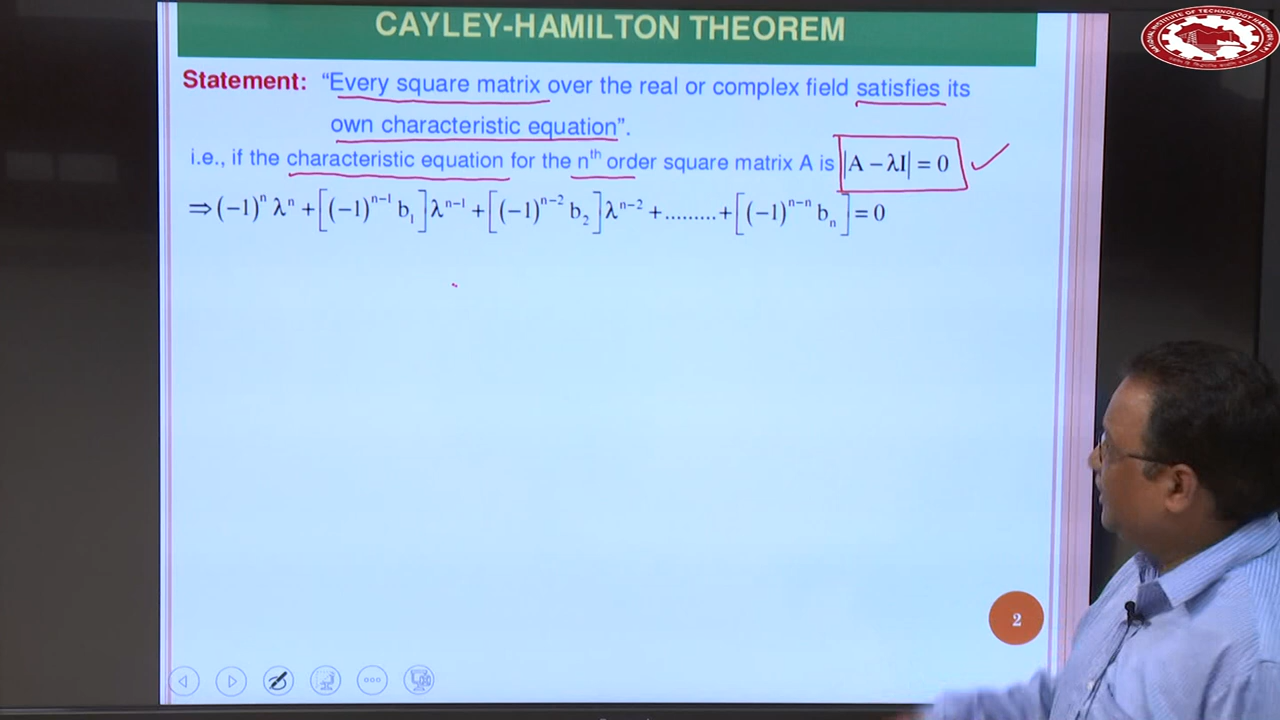 CAYLEY-HAMILTON THEOREM
Statement: “Every square matrix over the real or complex field satisfies its
own characteristic equation”.
i.e., if the characteristic equation for the nᵗʰ order square matrix A is |A − λI| = 0
⇒(−1)ⁿ λⁿ + [(−1)ⁿ⁻¹ b₁]λⁿ⁻¹ + [(−1)ⁿ⁻² b₂]λⁿ⁻² + ......... + [(−1)ⁿ⁻ⁿ bₙ] = 0
2